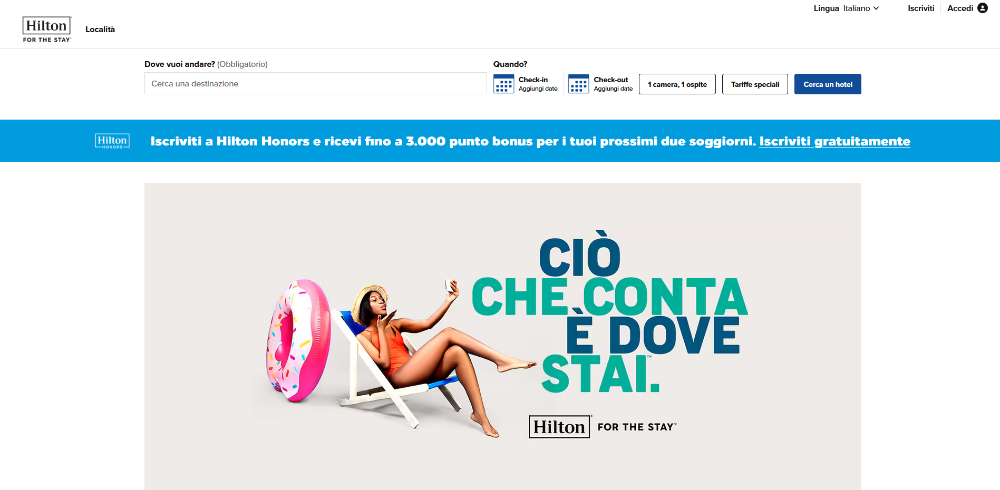 Lingua Italiano
Iscriviti
Accedi
Hilton
FOR THE STAY™
Località
Dove vuoi andare? (Obbligatorio)
Cerca una destinazione
Quando?
Check-in
Aggiungi date
Check-out
Aggiungi date
1 camera, 1 ospite
Tariffe speciali
Cerca un hotel
Hilton
HONORS
Iscriviti a Hilton Honors e ricevi fino a 3.000 punto bonus per i tuoi prossimi due soggiorni. Iscriviti gratuitamente
CIÒ
CHE CONTA
È DOVE
STAI.™
Hilton FOR THE STAY™